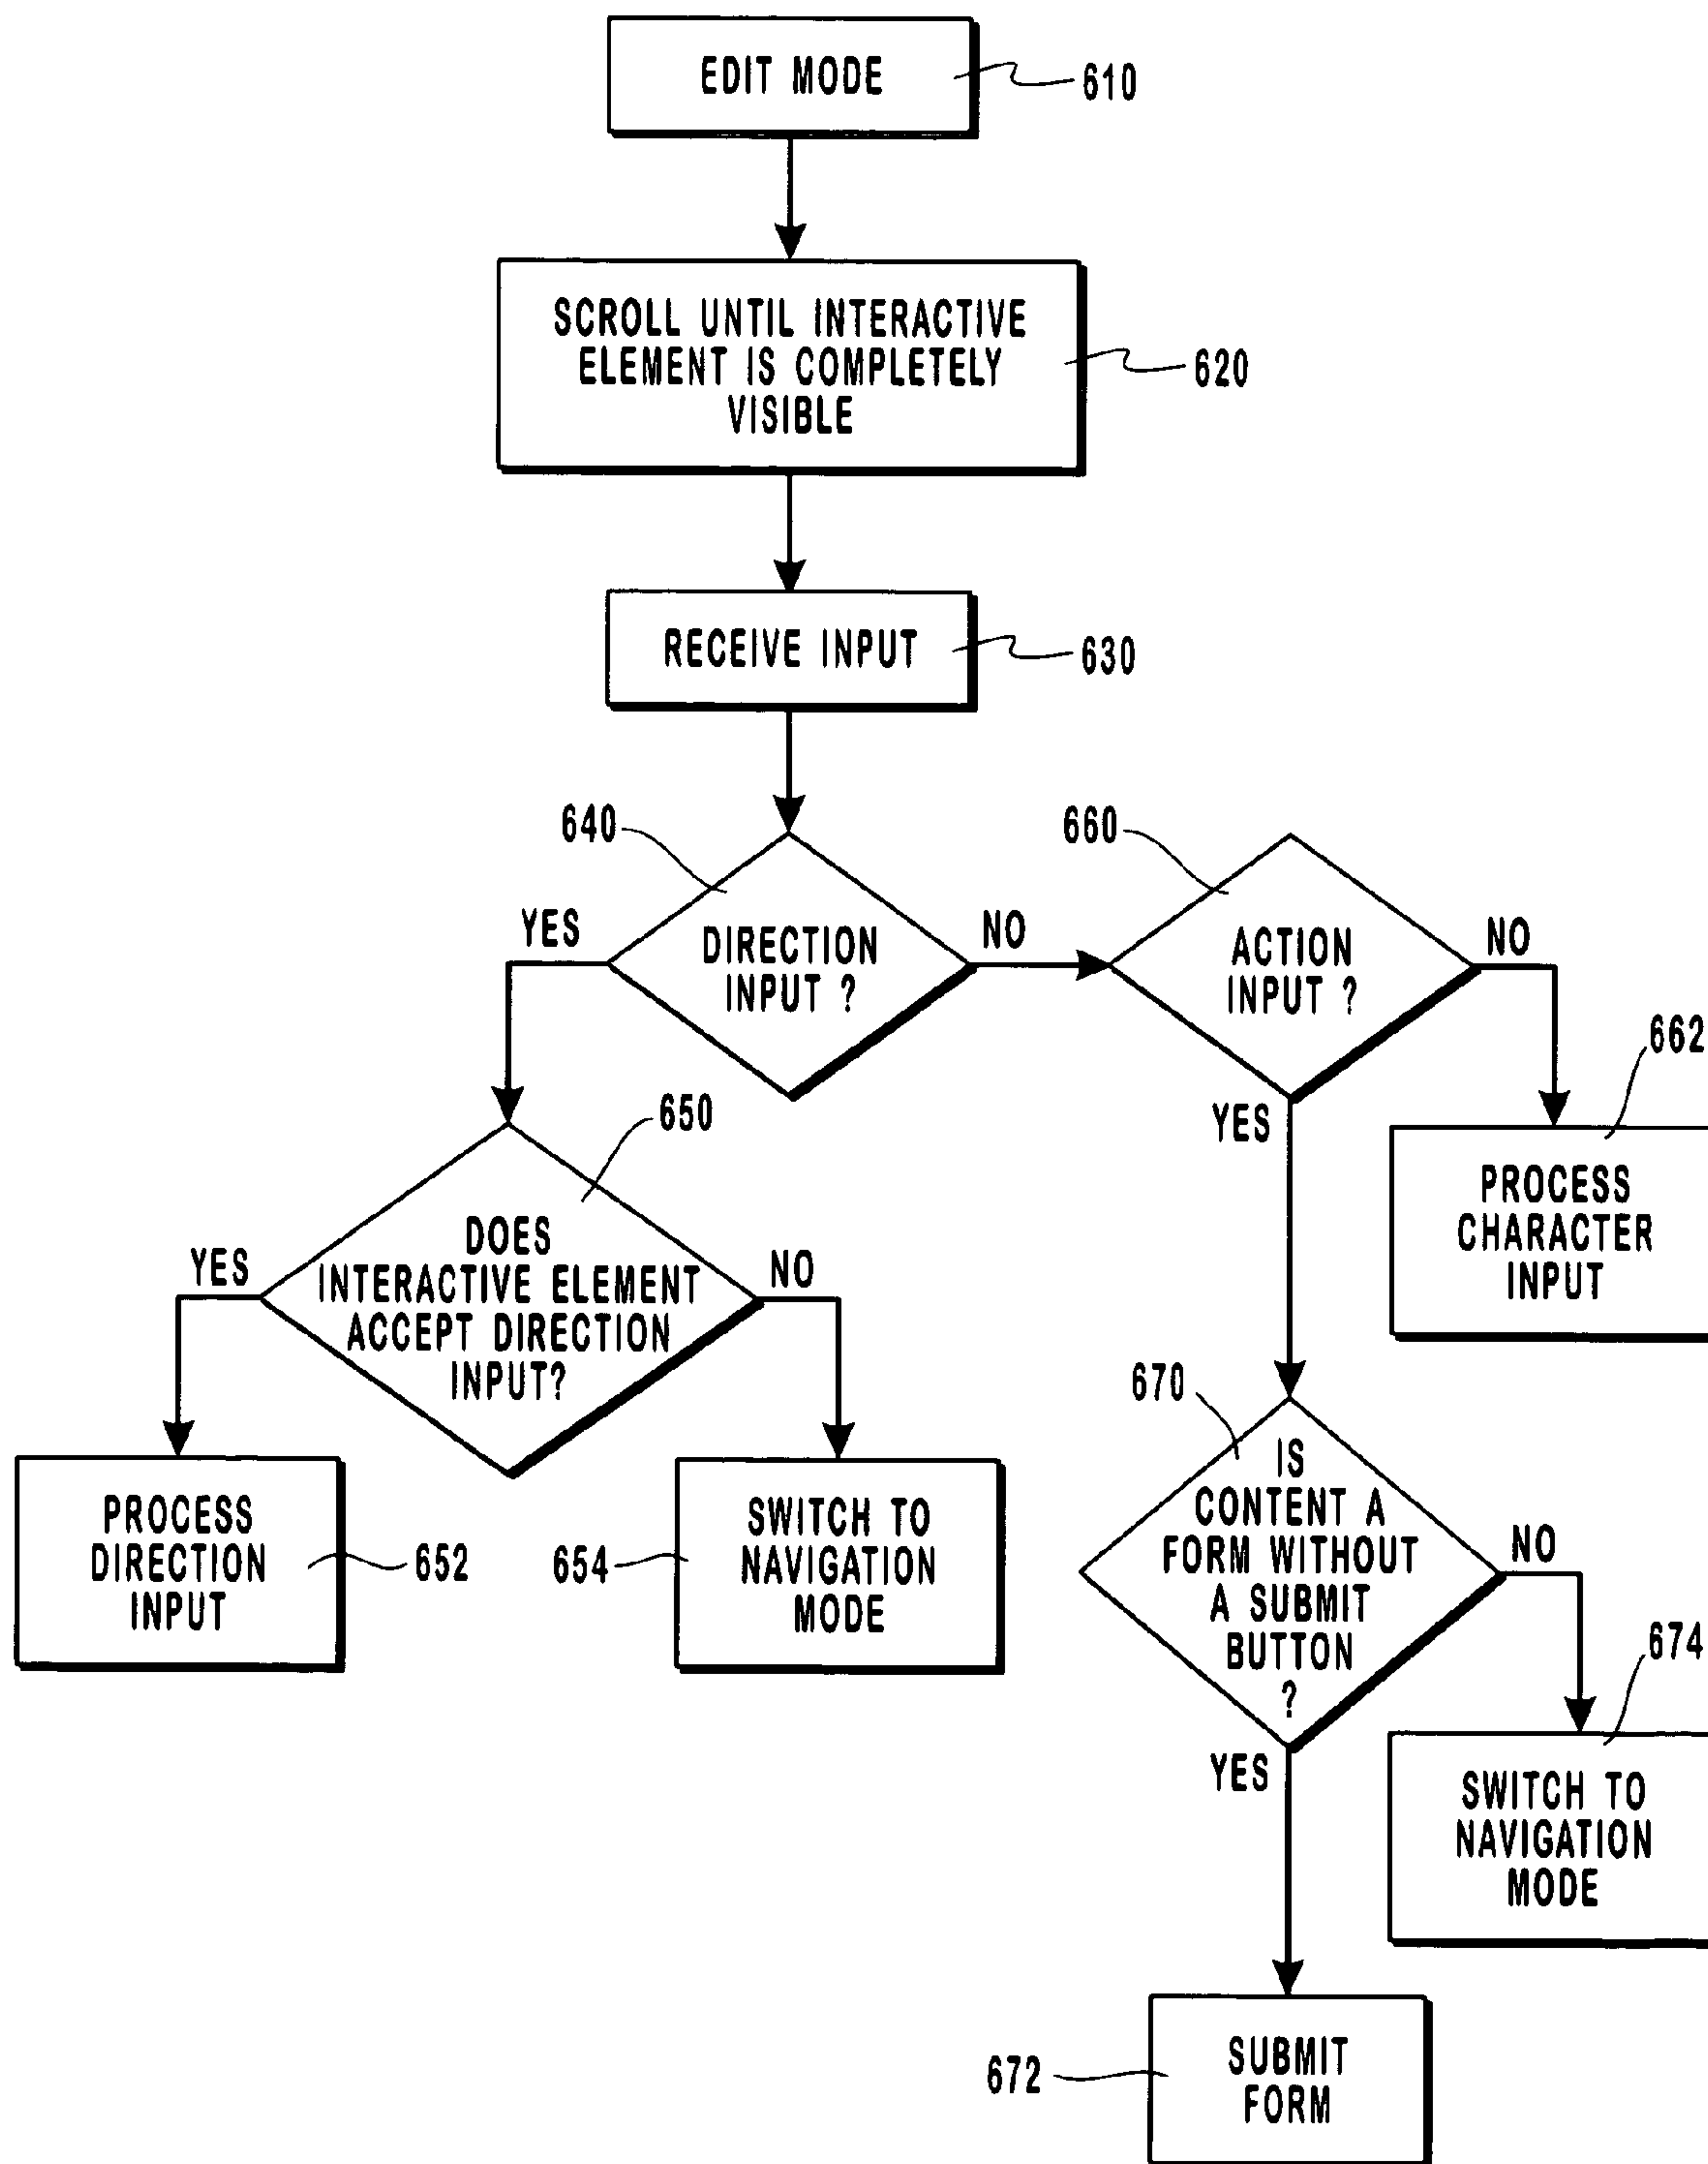 EDIT MODE
610
SCROLL UNTIL INTERACTIVE
ELEMENT IS COMPLETELY
VISIBLE
620
RECEIVE INPUT
630
640
660
YES
DIRECTION
INPUT ?
NO
ACTION
INPUT ?
NO
662
650
YES
PROCESS
CHARACTER
INPUT
YES
DOES
INTERACTIVE ELEMENT
ACCEPT DIRECTION
INPUT?
NO
670
IS
CONTENT A
FORM WITHOUT
A SUBMIT
BUTTON
?
NO
PROCESS
DIRECTION
INPUT
652
654
SWITCH TO
NAVIGATION
MODE
674
YES
SWITCH TO
NAVIGATION
MODE
672
SUBMIT
FORM